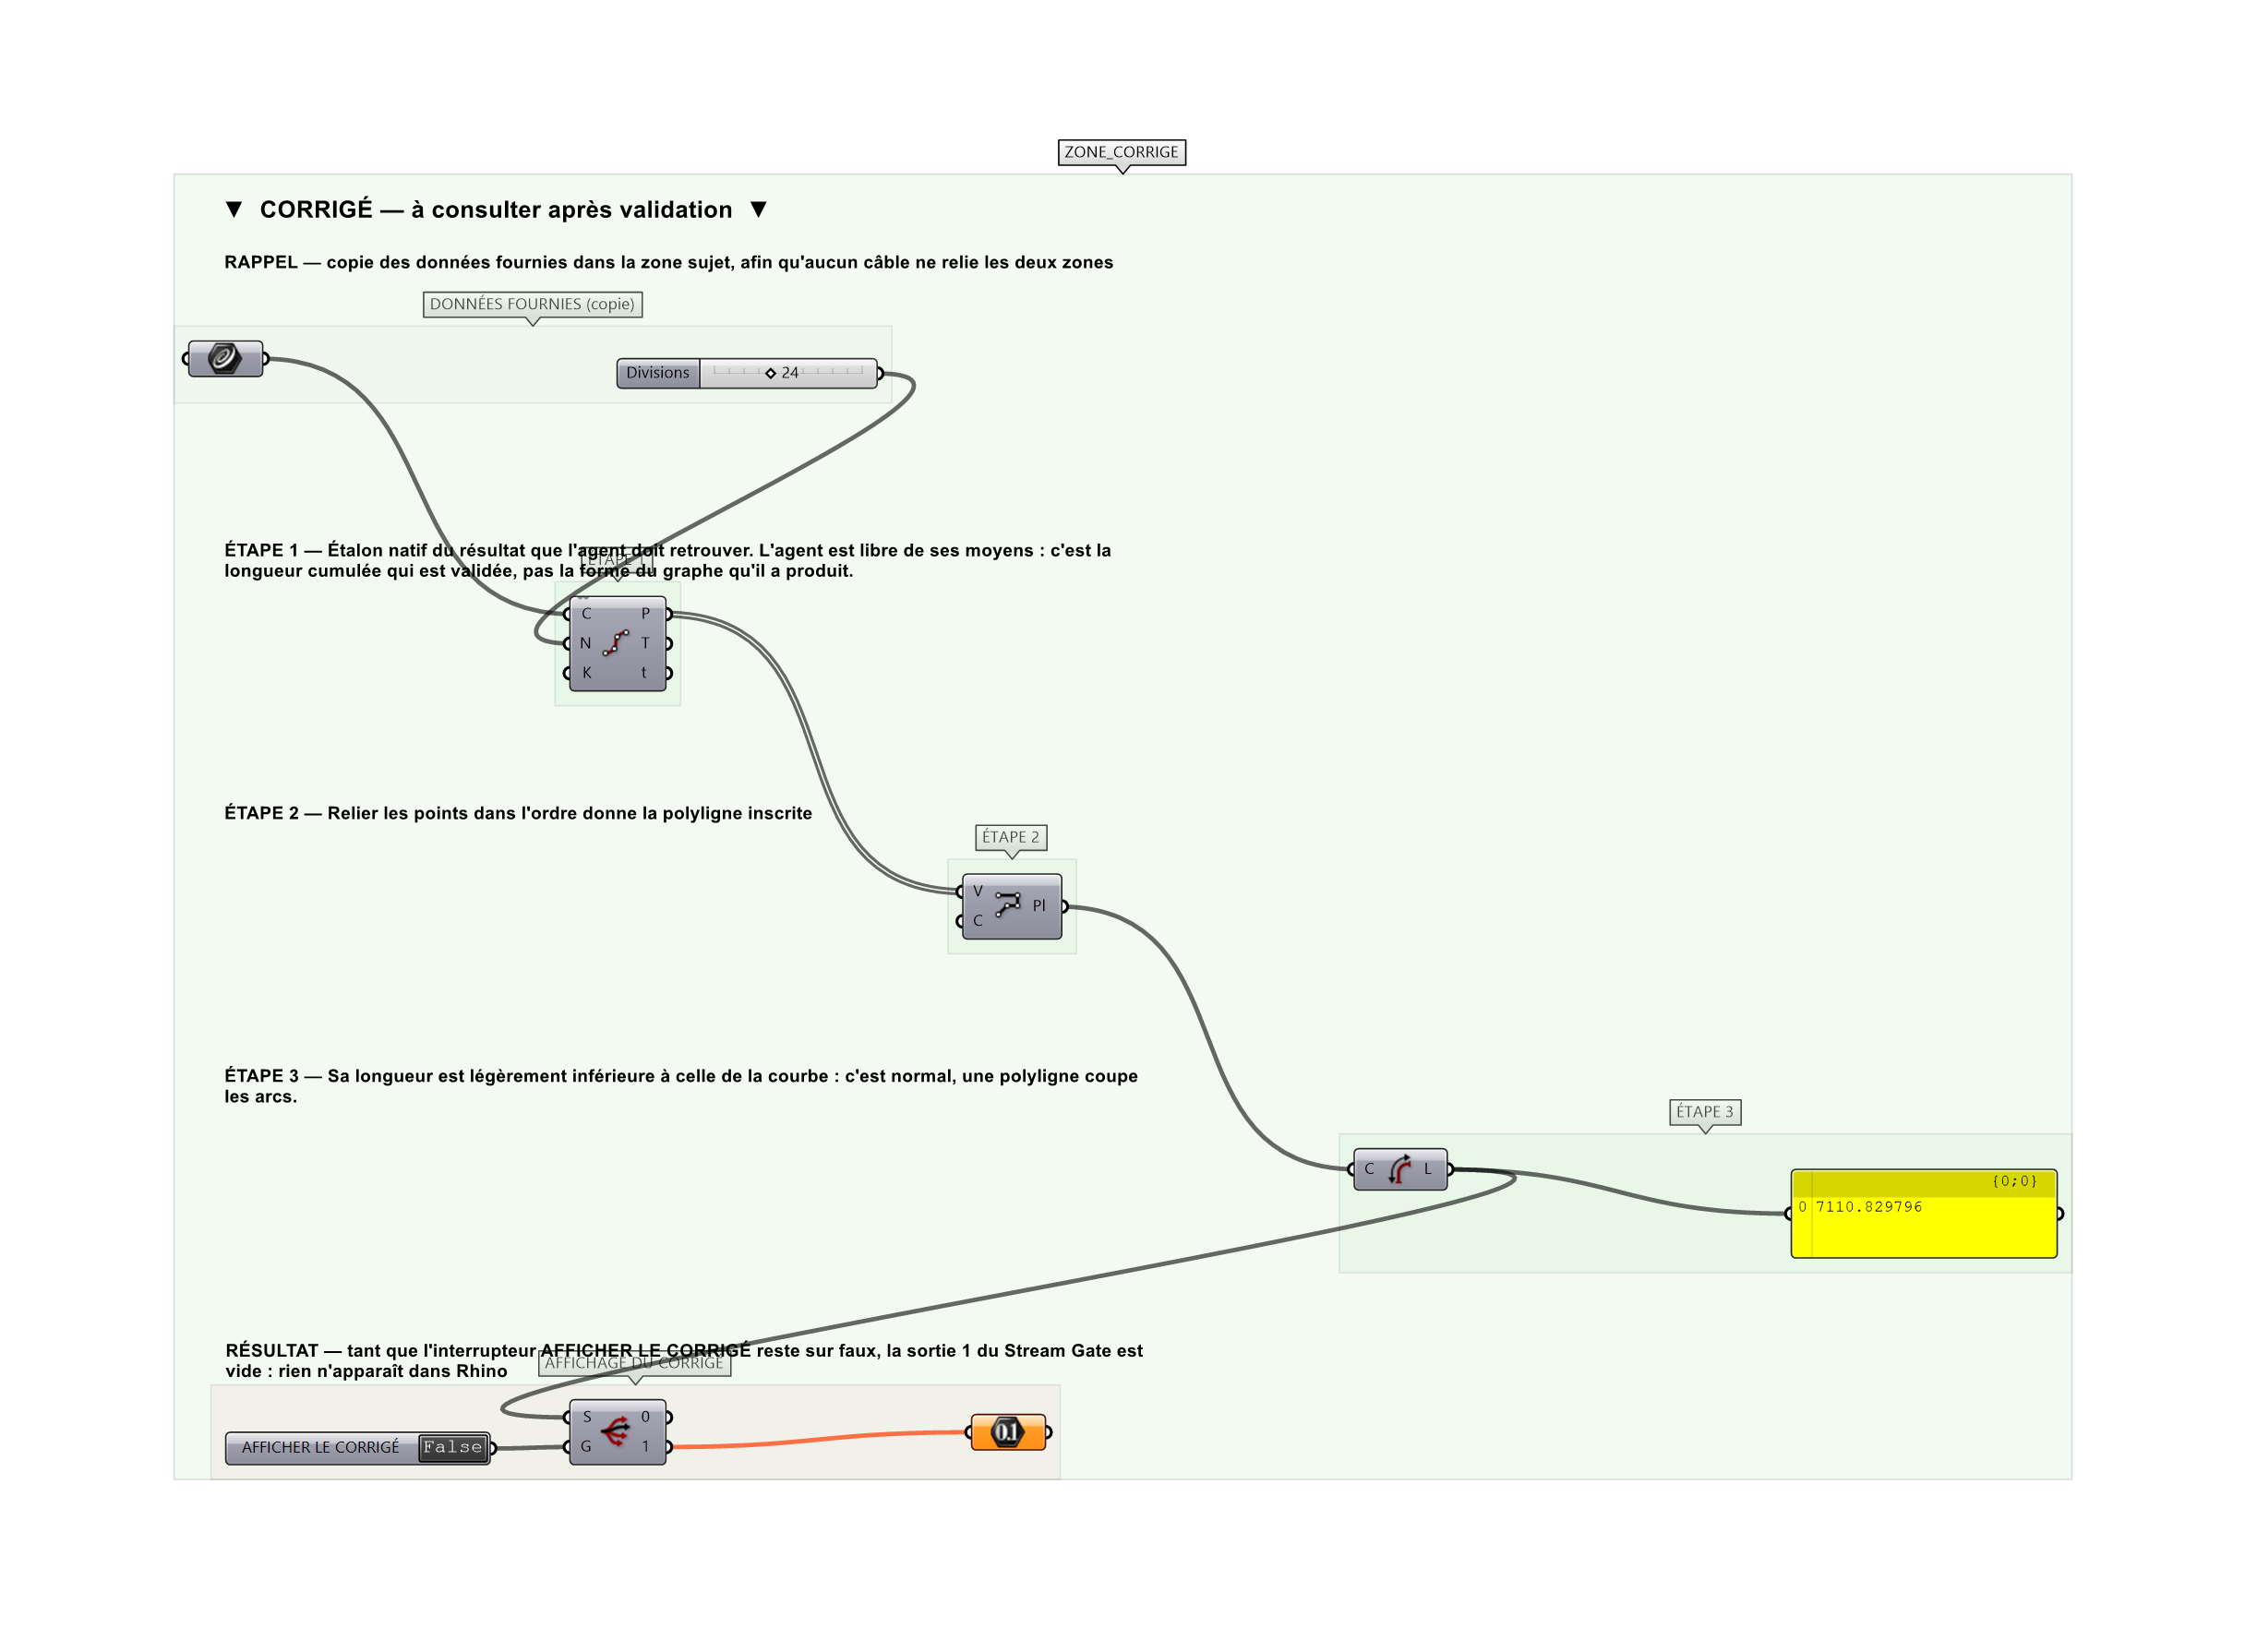 ZONE_CORRIGE
▼ CORRIGÉ — à consulter après validation ▼
RAPPEL — copie des données fournies dans la zone sujet, afin qu'aucun câble ne relie les deux zones
DONNÉES FOURNIES (copie)
Divisions 24
ÉTAPE 1 — Étalon natif du résultat que l'agent doit retrouver. L'agent est libre de ses moyens : c'est la
longueur cumulée qui est validée, pas la forme du graphe qu'il a produit.
ÉTAPE 1
C P
N T
K t
ÉTAPE 2 — Relier les points dans l'ordre donne la polyligne inscrite
ÉTAPE 2
V
Pl
C
ÉTAPE 3 — Sa longueur est légèrement inférieure à celle de la courbe : c'est normal, une polyligne coupe
les arcs.
ÉTAPE 3
C L
{0;0}
0 7110.829796
RÉSULTAT — tant que l'interrupteur AFFICHER LE CORRIGÉ reste sur faux, la sortie 1 du Stream Gate est
vide : rien n'apparaît dans Rhino
AFFICHAGE DU CORRIGÉ
S 0
G 1
AFFICHER LE CORRIGÉ False
0.1